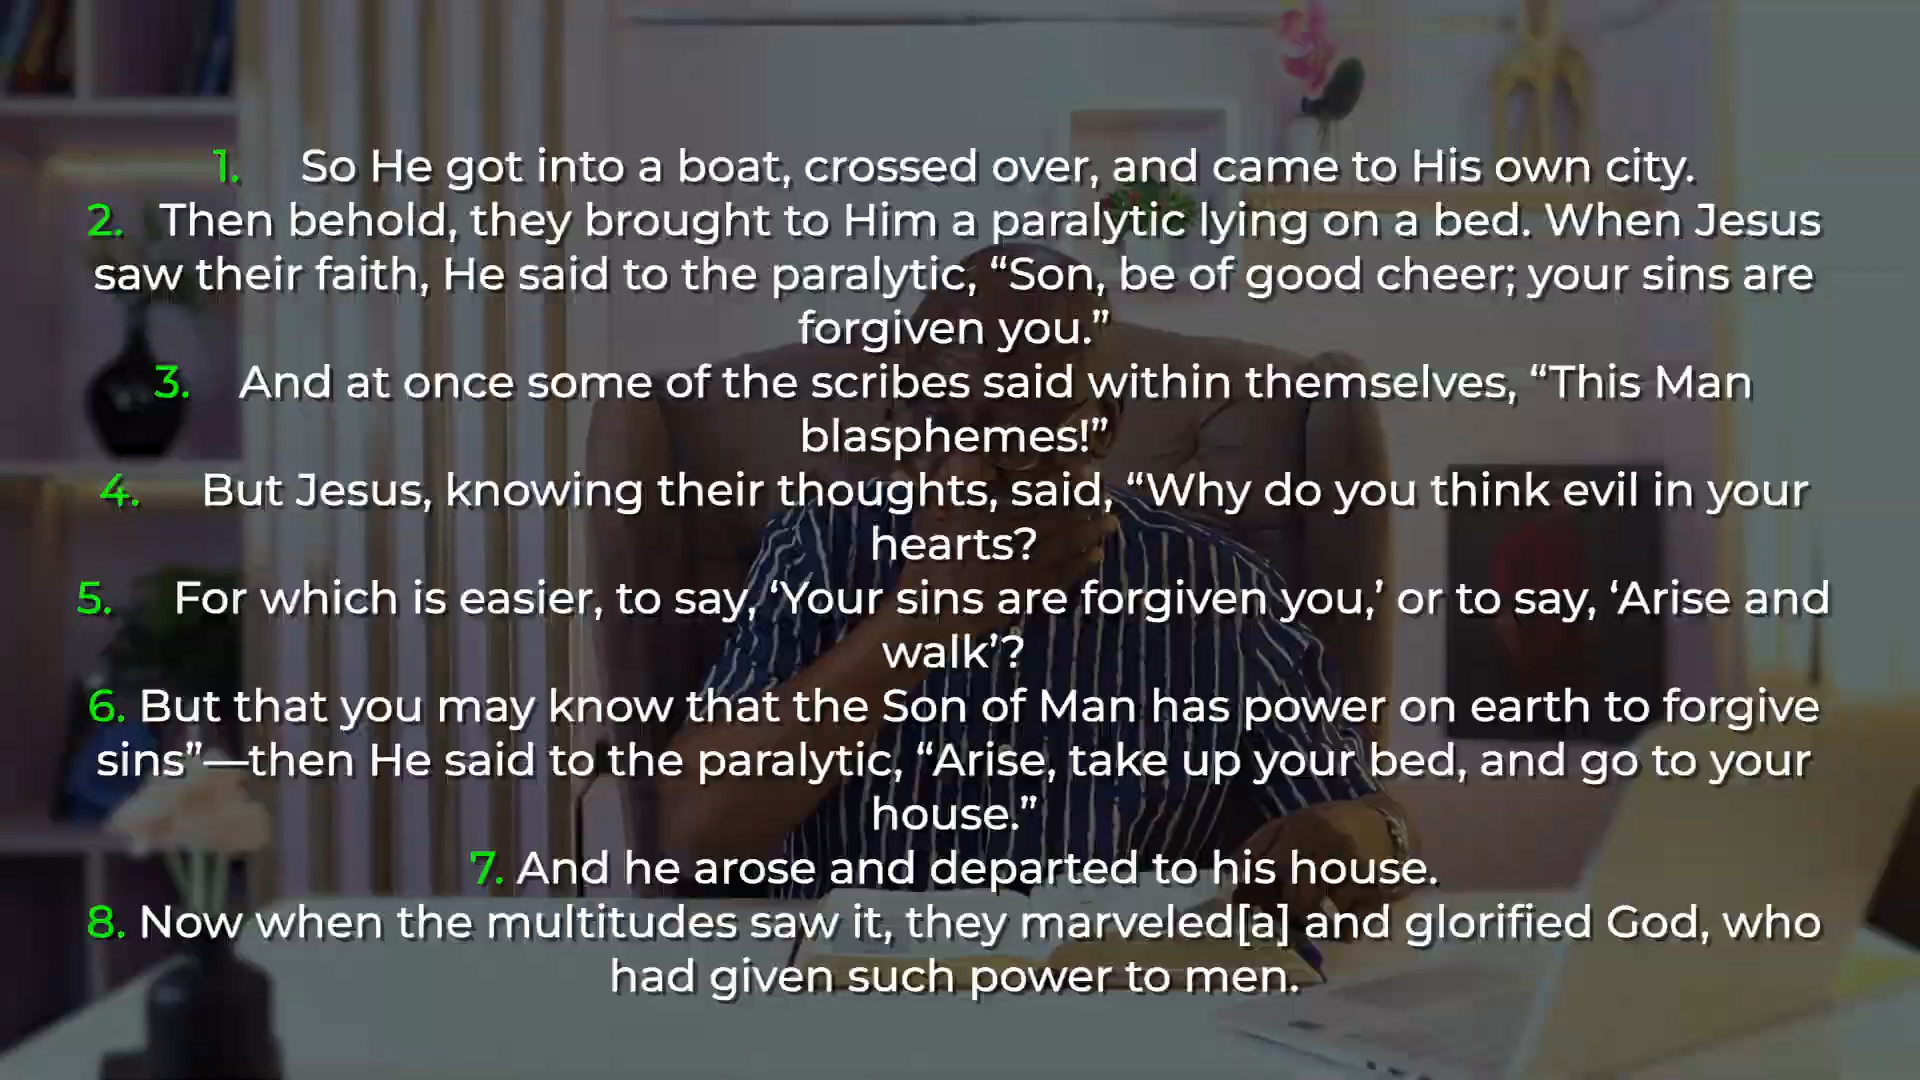 1. So He got into a boat, crossed over, and came to His own city.
2. Then behold, they brought to Him a paralytic lying on a bed. When Jesus
saw their faith, He said to the paralytic, “Son, be of good cheer; your sins are
forgiven you.”
3. And at once some of the scribes said within themselves, “This Man
blasphemes!”
4. But Jesus, knowing their thoughts, said, “Why do you think evil in your
hearts?
5. For which is easier, to say, ‘Your sins are forgiven you,’ or to say, ‘Arise and
walk’?
6. But that you may know that the Son of Man has power on earth to forgive
sins”—then He said to the paralytic, “Arise, take up your bed, and go to your
house.”
7. And he arose and departed to his house.
8. Now when the multitudes saw it, they marveled[a] and glorified God, who
had given such power to men.